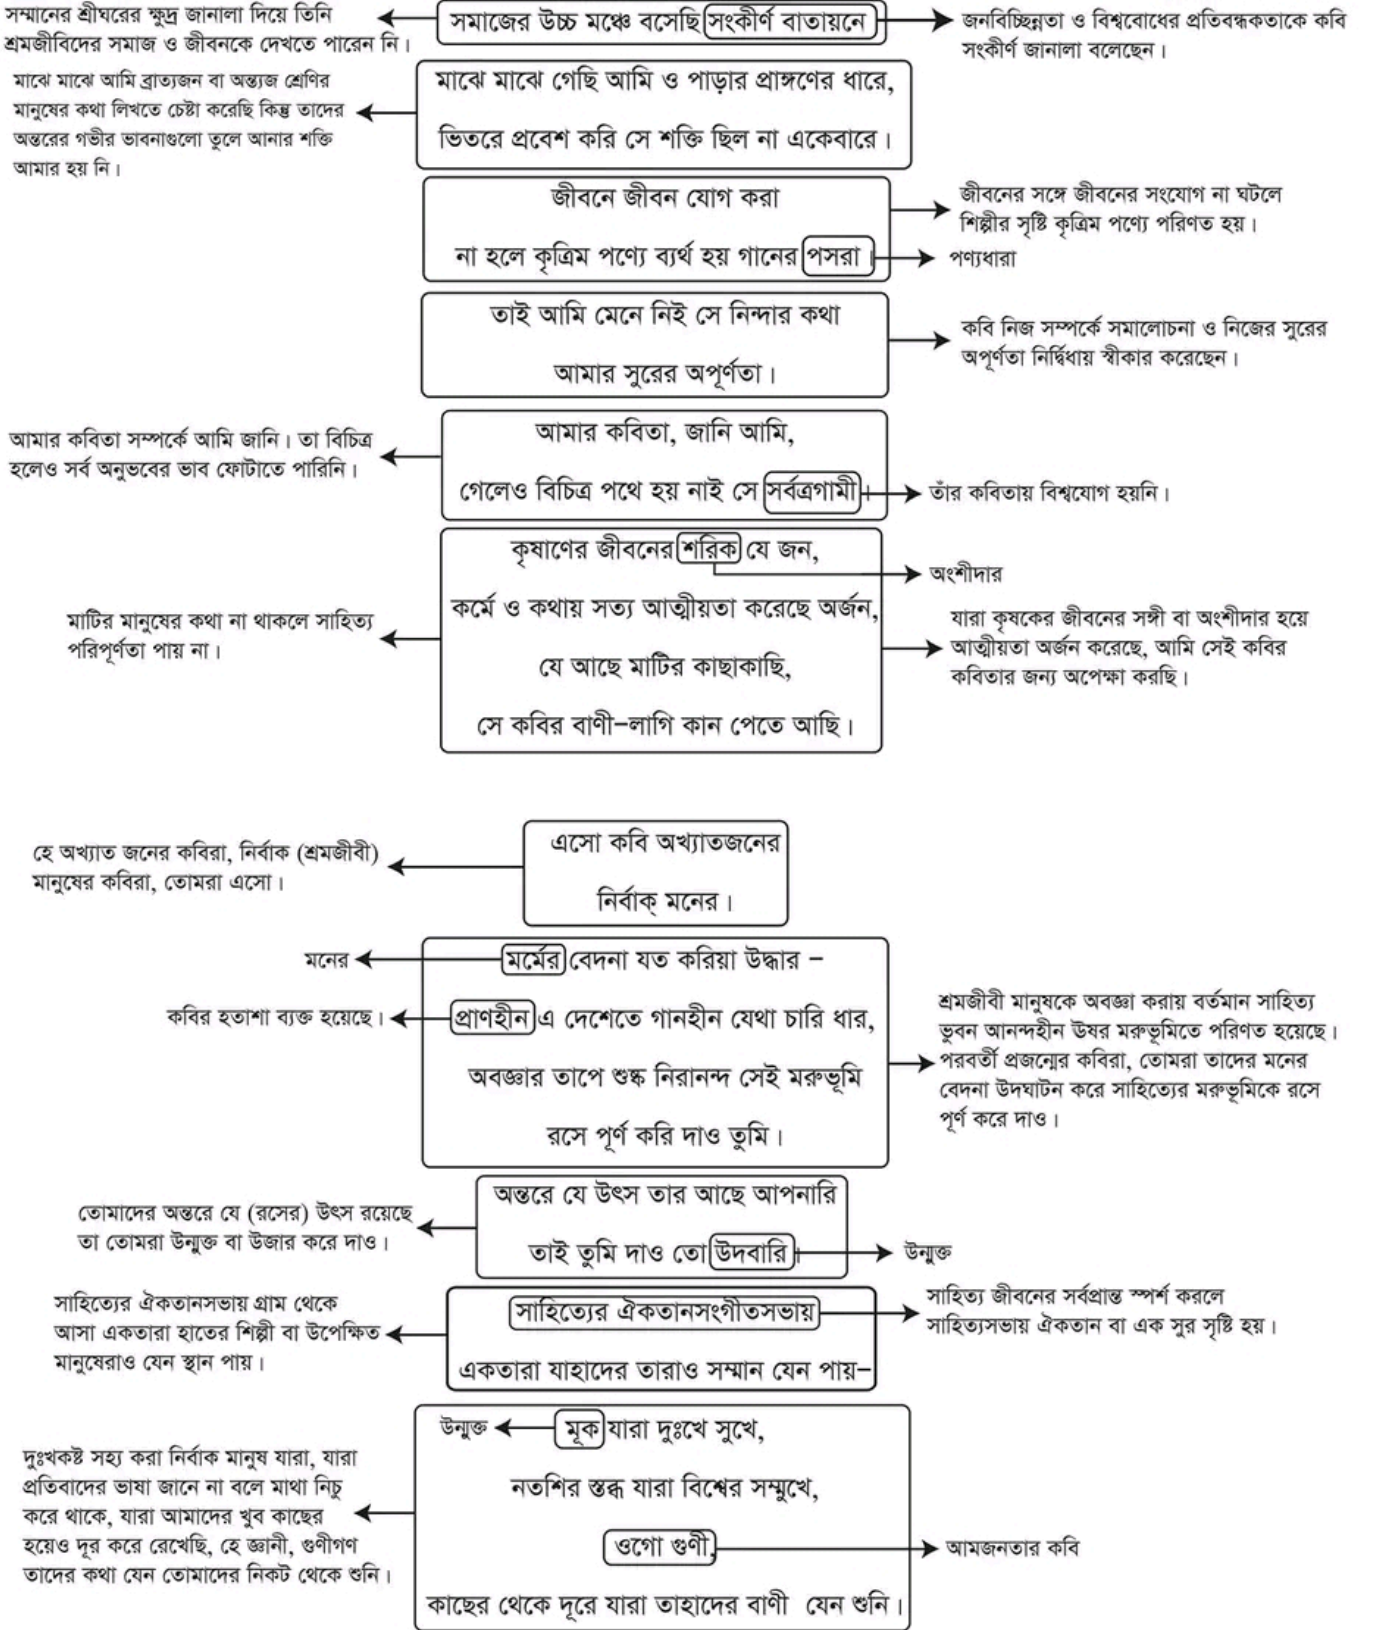 সম্মানের শ্রীঘরের ক্ষুদ্র জানালা দিয়ে তিনি
শ্রমজীবিদের সমাজ ও জীবনকে দেখতে পারেন নি।
সমাজের উচ্চ মঞ্চে বসেছি সংকীর্ণ বাতায়নে
জনবিচ্ছিন্নতা ও বিশ্ববোধের প্রতিবন্ধকতাকে কবি
সংকীর্ণ জানালা বলেছেন।
মাঝে মাঝে আমি ব্রাত্যজন বা অন্ত্যজ শ্রেণির
মানুষের কথা লিখতে চেষ্টা করেছি কিন্তু তাদের
অন্তরের গভীর ভাবনাগুলো তুলে আনার শক্তি
আমার হয় নি।
মাঝে মাঝে গেছি আমি ও পাড়ার প্রাঙ্গণের ধারে,
ভিতরে প্রবেশ করি সে শক্তি ছিল না একেবারে।
জীবনে জীবন যোগ করা
না হলে কৃত্রিম পণ্যে ব্যর্থ হয় গানের পসরা।
জীবনের সঙ্গে জীবনের সংযোগ না ঘটলে
শিল্পীর সৃষ্টি কৃত্রিম পণ্যে পরিণত হয়।
পণ্যধারা
তাই আমি মেনে নিই সে নিন্দার কথা
আমার সুরের অপূর্ণতা।
কবি নিজ সম্পর্কে সমালোচনা ও নিজের সুরের
অপূর্ণতা নির্দ্বিধায় স্বীকার করেছেন।
আমার কবিতা সম্পর্কে আমি জানি। তা বিচিত্র
হলেও সর্ব অনুভবের ভাব ফোটাতে পারিনি।
আমার কবিতা, জানি আমি,
গেলেও বিচিত্র পথে হয় নাই সে সর্বত্রগামী।
তাঁর কবিতায় বিশ্বযোগ হয়নি।
কৃষাণের জীবনের শরিক যে জন,
কর্মে ও কথায় সত্য আত্মীয়তা করেছে অর্জন,
যে আছে মাটির কাছাকাছি,
সে কবির বাণী–লাগি কান পেতে আছি।
অংশীদার
মাটির মানুষের কথা না থাকলে সাহিত্য
পরিপূর্ণতা পায় না।
যারা কৃষকের জীবনের সঙ্গী বা অংশীদার হয়ে
আত্মীয়তা অর্জন করেছে, আমি সেই কবির
কবিতার জন্য অপেক্ষা করছি।
হে অখ্যাত জনের কবিরা, নির্বাক (শ্রমজীবী)
মানুষের কবিরা, তোমরা এসো।
এসো কবি অখ্যাতজনের
নির্বাক্ মনের।
মনের
মর্মের বেদনা যত করিয়া উদ্ধার –
কবির হতাশা ব্যক্ত হয়েছে।
প্রাণহীন এ দেশেতে গানহীন যেথা চারি ধার,
অবজ্ঞার তাপে শুষ্ক নিরানন্দ সেই মরুভূমি
রসে পূর্ণ করি দাও তুমি।
শ্রমজীবী মানুষকে অবজ্ঞা করায় বর্তমান সাহিত্য
ভুবন আনন্দহীন ঊষর মরুভূমিতে পরিণত হয়েছে।
পরবর্তী প্রজন্মের কবিরা, তোমরা তাদের মনের
বেদনা উদঘাটন করে সাহিত্যের মরুভূমিকে রসে
পূর্ণ করে দাও।
তোমাদের অন্তরে যে (রসের) উৎস রয়েছে
তা তোমরা উন্মুক্ত বা উজার করে দাও।
অন্তরে যে উৎস তার আছে আপনারি
তাই তুমি দাও তো উদবারি।
উন্মুক্ত
সাহিত্যের ঐকতানসভায় গ্রাম থেকে
আসা একতারা হাতের শিল্পী বা উপেক্ষিত
মানুষেরাও যেন স্থান পায়।
সাহিত্যের ঐকতানসংগীতসভায়
একতারা যাহাদের তারাও সম্মান যেন পায়–
সাহিত্য জীবনের সর্বপ্রান্ত স্পর্শ করলে
সাহিত্যসভায় ঐকতান বা এক সুর সৃষ্টি হয়।
উন্মুক্ত
মূক যারা দুঃখে সুখে,
নতশির স্তব্ধ যারা বিশ্বের সম্মুখে,
ওগো গুণী,
কাছের থেকে দূরে যারা তাহাদের বাণী যেন শুনি।
দুঃখকষ্ট সহ্য করা নির্বাক মানুষ যারা, যারা
প্রতিবাদের ভাষা জানে না বলে মাথা নিচু
করে থাকে, যারা আমাদের খুব কাছের
হয়েও দূর করে রেখেছি, হে জ্ঞানী, গুণীগণ
তাদের কথা যেন তোমাদের নিকট থেকে শুনি।
আমজনতার কবি